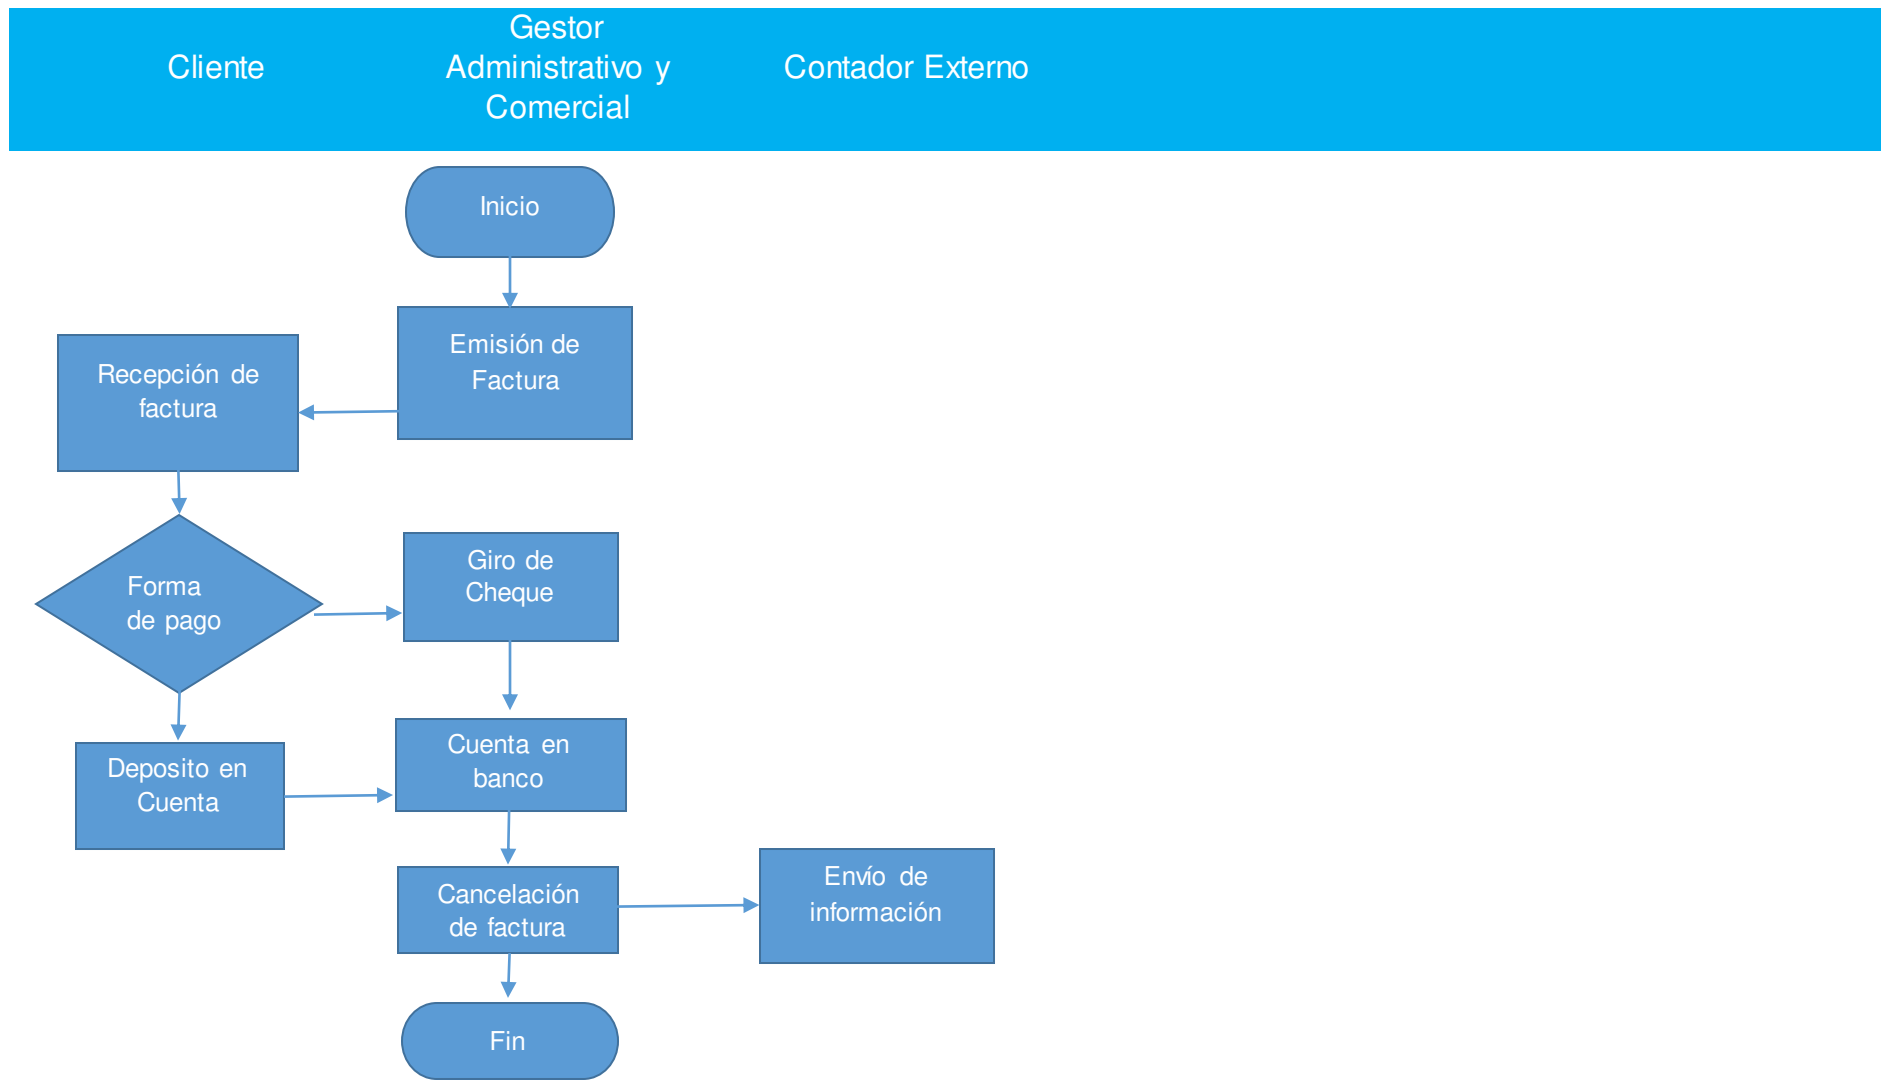 Cliente
Gestor
Administrativo y
Comercial
Contador Externo
Inicio
Emisión de
Factura
Recepción de
factura
Forma
de pago
Giro de
Cheque
Deposito en
Cuenta
Cuenta en
banco
Cancelación
de factura
Envío de
información
Fin